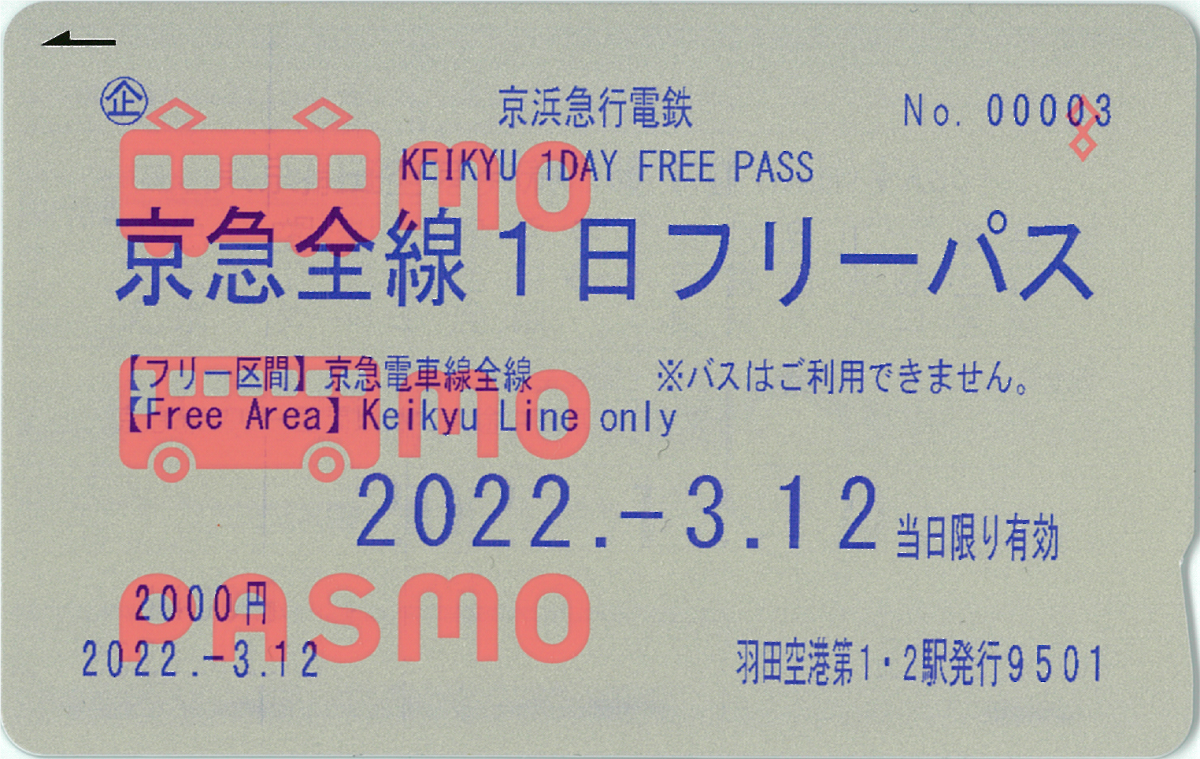 企 京浜急行電鉄 No. 00003
KEIKYU 1DAY FREE PASS
mo
京急全線1日フリーパス
【フリー区間】京急電車線全線 ※バスはご利用できません。
【Free Area】Keikyu Line only
mo
2022.-3.12 当日限り有効
2000円
PASMO
2022.-3.12 羽田空港第1・2駅発行9501